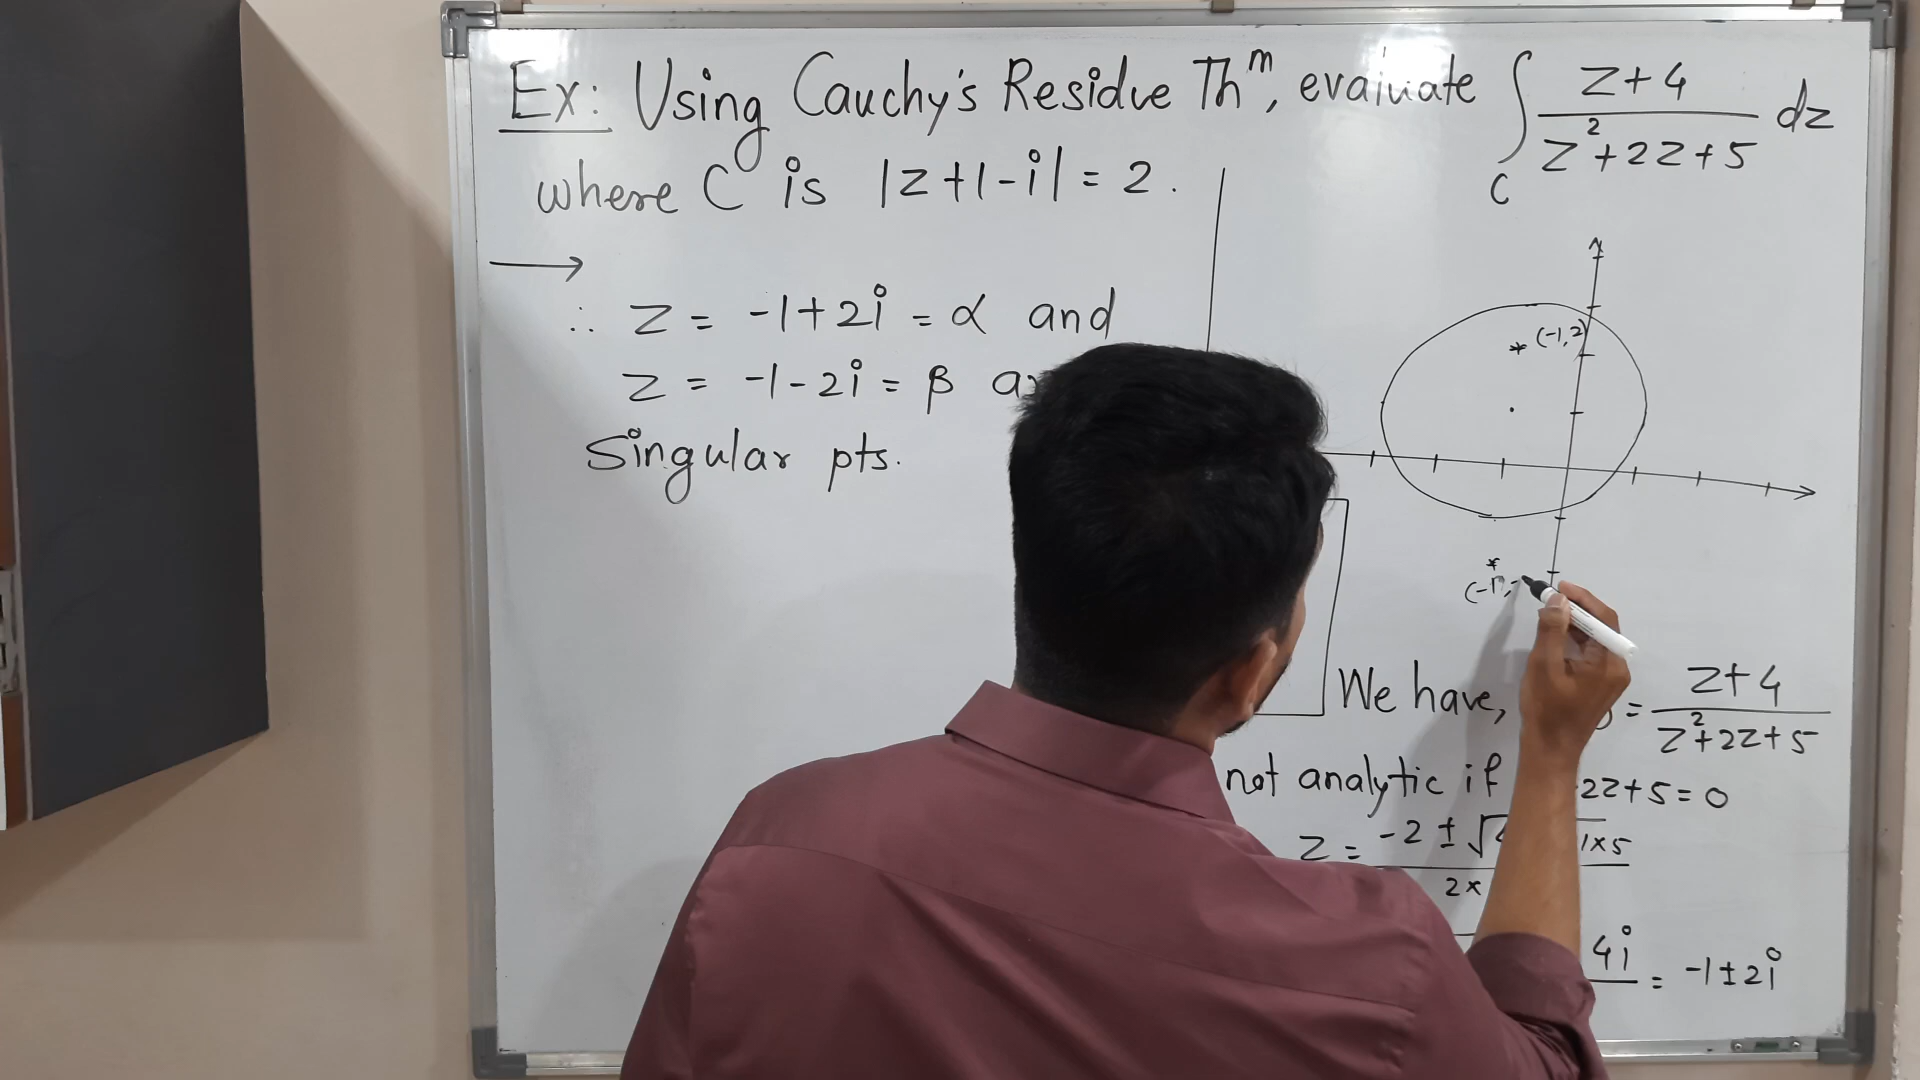 Ex: Using Cauchy's Residue Thᵐ, evaluate ∫_C (z+4)/(z²+2z+5) dz
where C is |z+1-i| = 2.
→
∴ z = -1+2i = α and
z = -1-2i = β
Singular pts.
(-1,2)
(-1,-
We have, = (z+4)/(z²+2z+5)
not analytic if 2z+5=0
z = -2 ± √ 1×5
2×
4i = -1±2i